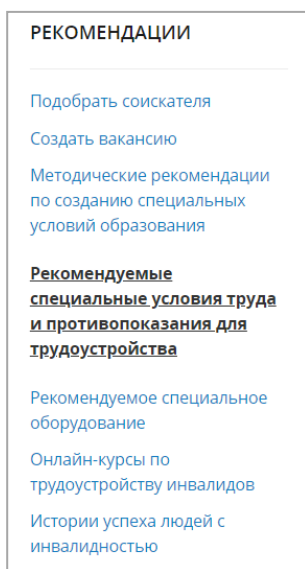 РЕКОМЕНДАЦИИ
Подобрать соискателя
Создать вакансию
Методические рекомендации
по созданию специальных
условий образования
Рекомендуемые
специальные условия труда
и противопоказания для
трудоустройства
Рекомендуемое специальное
оборудование
Онлайн-курсы по
трудоустройству инвалидов
Истории успеха людей с
инвалидностью